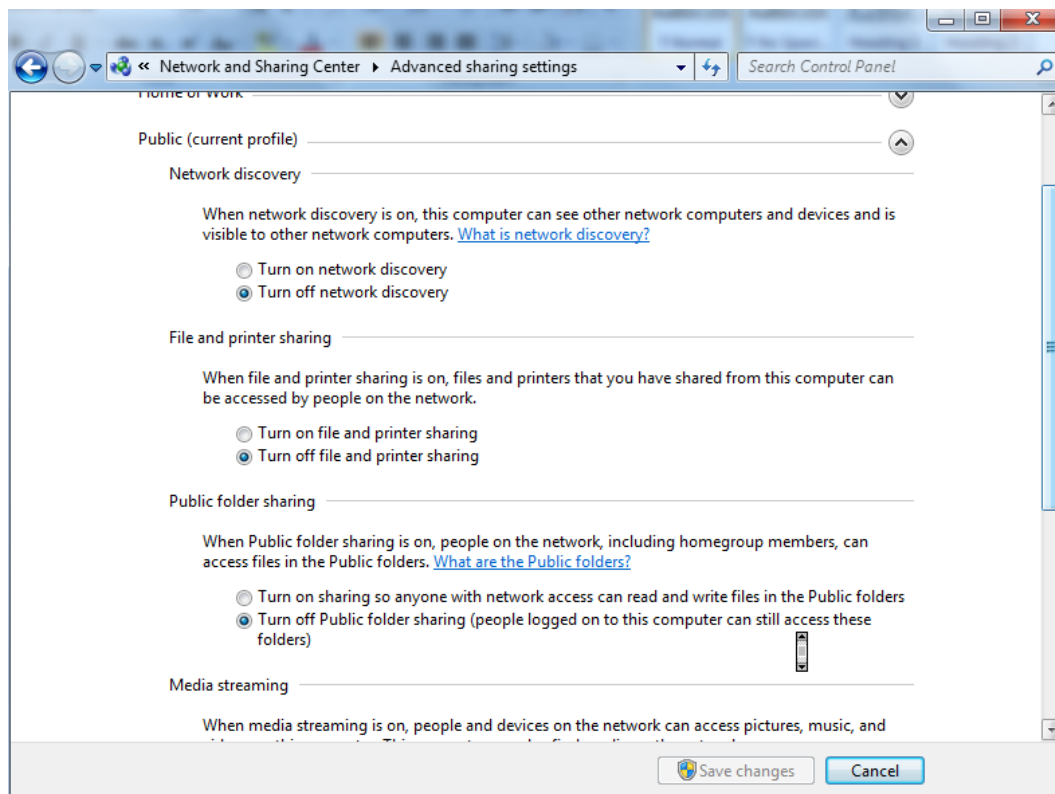 « Network and Sharing Center ▸ Advanced sharing settings
Search Control Panel
Home or Work
Public (current profile)
Network discovery
When network discovery is on, this computer can see other network computers and devices and is
visible to other network computers. What is network discovery?
Turn on network discovery
Turn off network discovery
File and printer sharing
When file and printer sharing is on, files and printers that you have shared from this computer can
be accessed by people on the network.
Turn on file and printer sharing
Turn off file and printer sharing
Public folder sharing
When Public folder sharing is on, people on the network, including homegroup members, can
access files in the Public folders. What are the Public folders?
Turn on sharing so anyone with network access can read and write files in the Public folders
Turn off Public folder sharing (people logged on to this computer can still access these
folders)
Media streaming
When media streaming is on, people and devices on the network can access pictures, music, and
Save changes
Cancel